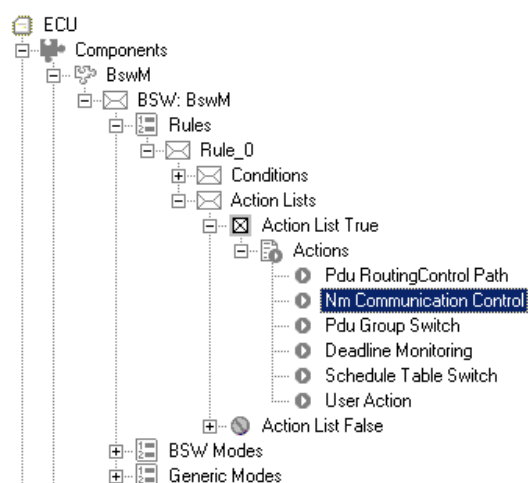 ECU
Components
BswM
BSW: BswM
Rules
Rule_0
Conditions
Action Lists
Action List True
Actions
Pdu RoutingControl Path
Nm Communication Control
Pdu Group Switch
Deadline Monitoring
Schedule Table Switch
User Action
Action List False
BSW Modes
Generic Modes